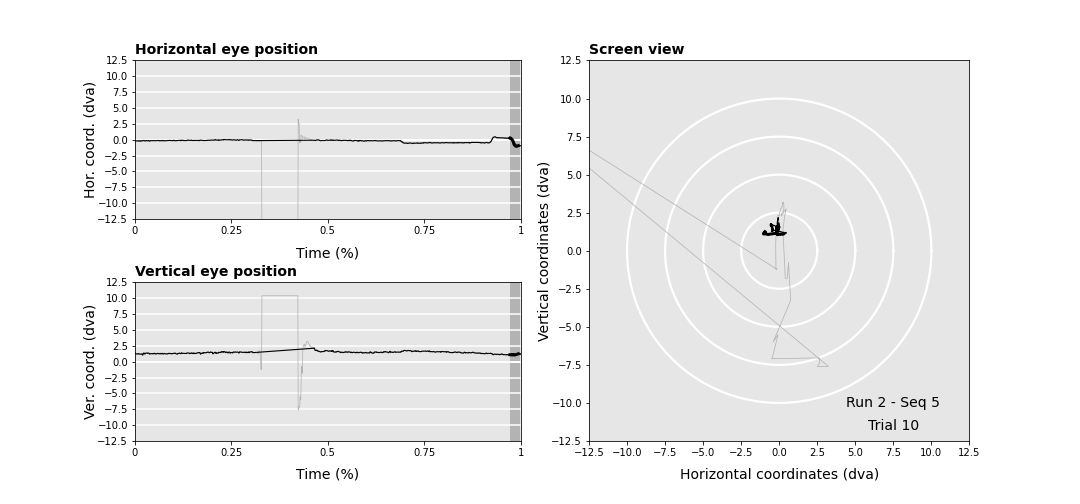 Horizontal eye position
Hor. coord. (dva)
12.5
10.0
7.5
5.0
2.5
0.0
−2.5
−5.0
−7.5
−10.0
−12.5
0 0.25 0.50 0.75 1
Time (%)
Vertical eye position
Ver. coord. (dva)
12.5
10.0
7.5
5.0
2.5
0.0
−2.5
−5.0
−7.5
−10.0
−12.5
0 0.25 0.50 0.75 1
Time (%)
Screen view
Vertical coordinates (dva)
12.5
10.0
7.5
5.0
2.5
0.0
−2.5
−5.0
−7.5
−10.0
−12.5
Run 2 - Seq 5
Trial 10
−12.5 −10.0 −7.5 −5.0 −2.5 0.0 2.5 5.0 7.5 10.0 12.5
Horizontal coordinates (dva)